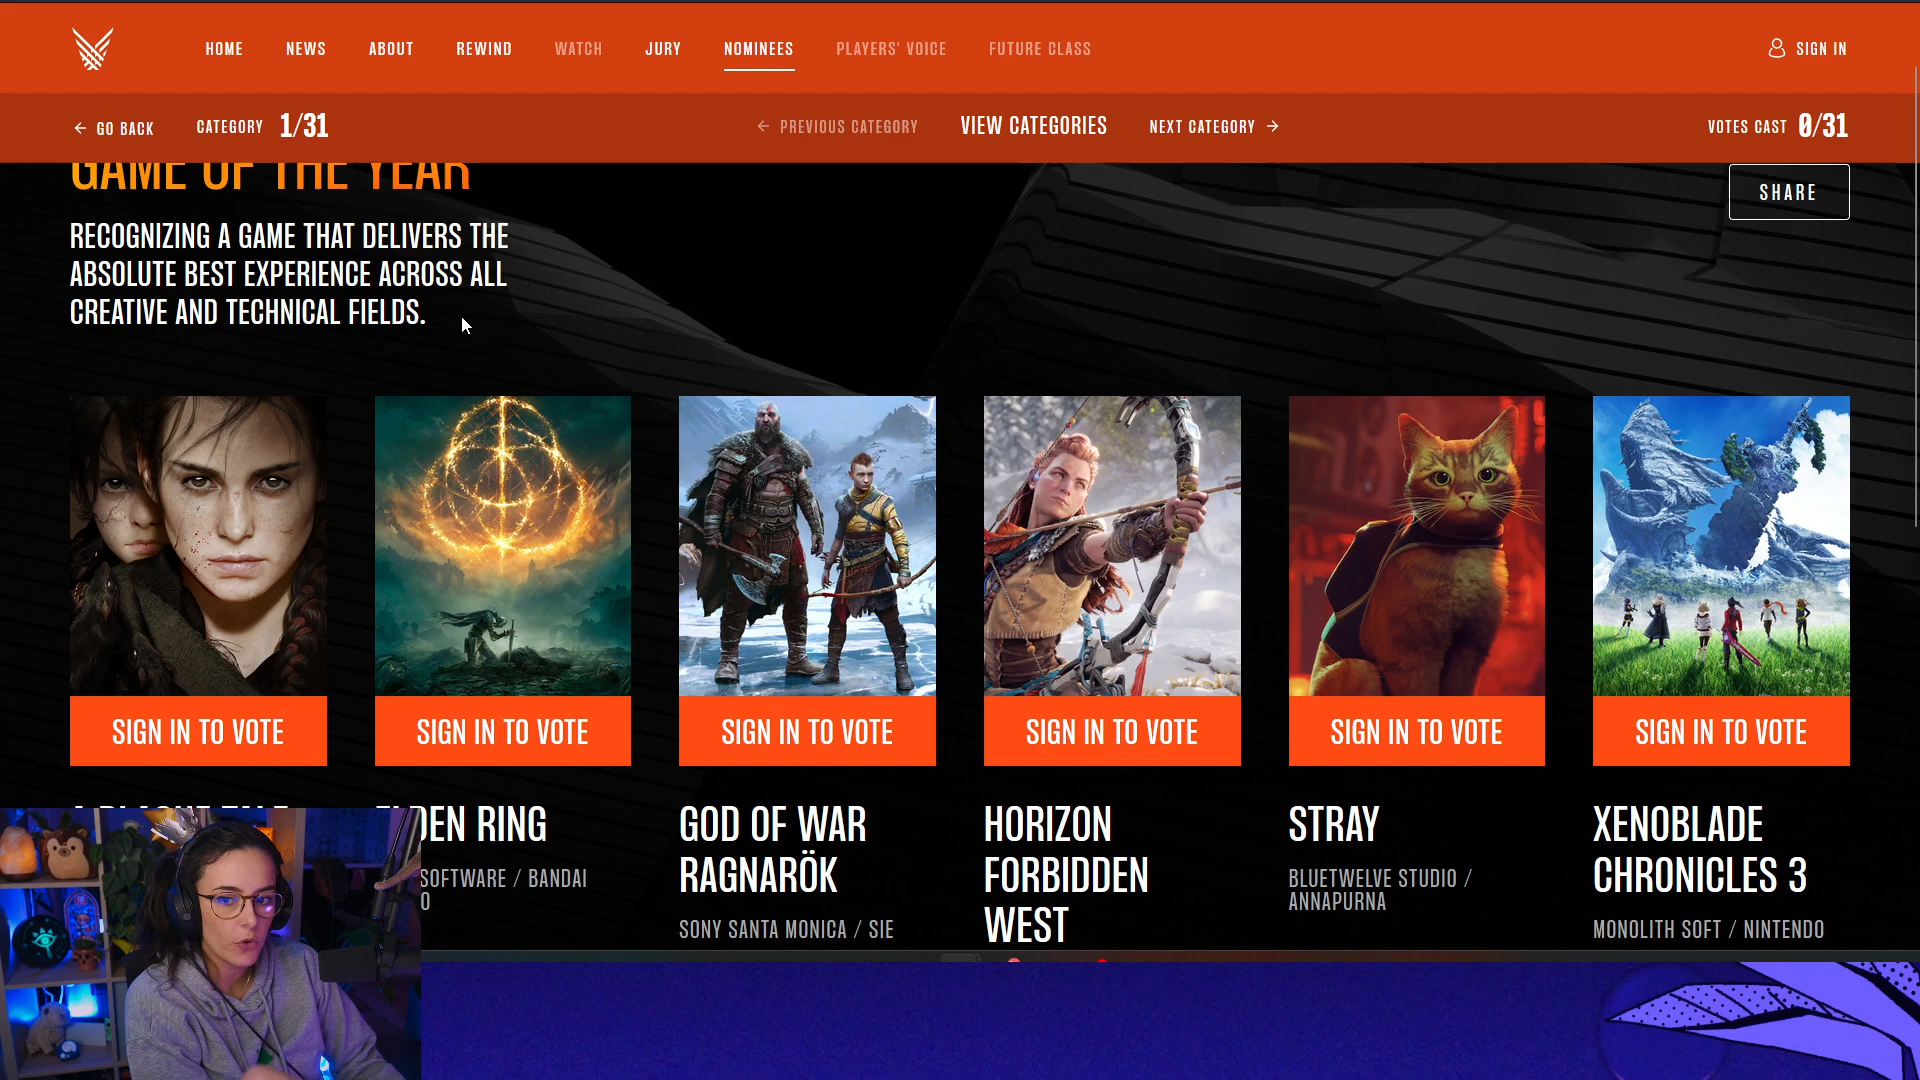 HOME NEWS ABOUT REWIND WATCH JURY NOMINEES PLAYERS' VOICE FUTURE CLASS SIGN IN
GO BACK CATEGORY 1/31 PREVIOUS CATEGORY VIEW CATEGORIES NEXT CATEGORY VOTES CAST 0/31
GAME OF THE YEAR
SHARE
RECOGNIZING A GAME THAT DELIVERS THE
ABSOLUTE BEST EXPERIENCE ACROSS ALL
CREATIVE AND TECHNICAL FIELDS.
SIGN IN TO VOTE SIGN IN TO VOTE SIGN IN TO VOTE SIGN IN TO VOTE SIGN IN TO VOTE SIGN IN TO VOTE
A PLAGUE TALE
ELDEN RING
SOFTWARE / BANDAI
O
GOD OF WAR
RAGNARÖK
SONY SANTA MONICA / SIE
HORIZON
FORBIDDEN
WEST
STRAY
BLUETWELVE STUDIO /
ANNAPURNA
XENOBLADE
CHRONICLES 3
MONOLITH SOFT / NINTENDO